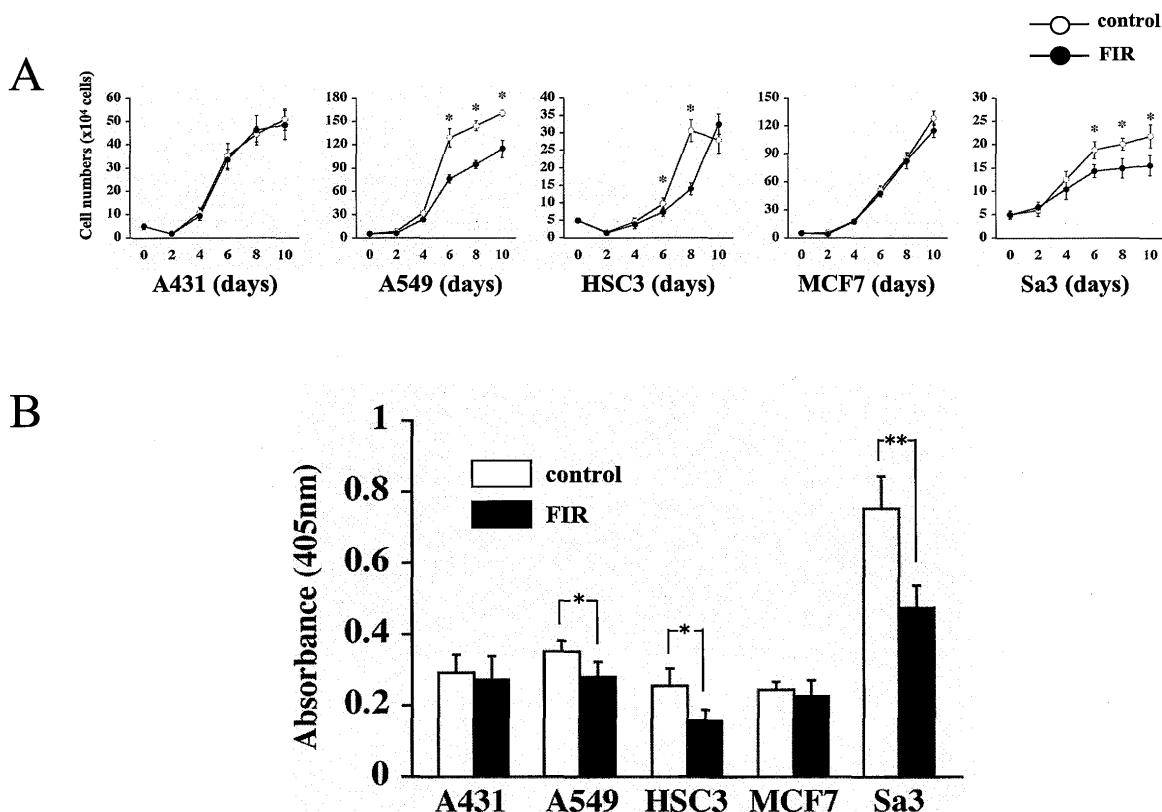 control
FIR
A
Cell numbers (x10⁴ cells)
60
50
40
30
20
10
0
0 2 4 6 8 10
A431 (days)
180
150
120
90
60
30
0
* * *
0 2 4 6 8 10
A549 (days)
40
35
30
25
20
15
10
5
0
* *
0 2 4 6 8 10
HSC3 (days)
150
120
90
60
30
0
0 2 4 6 8 10
MCF7 (days)
30
25
20
15
10
5
0
* * *
0 2 4 6 8 10
Sa3 (days)
B
Absorbance (405nm)
1
0.8
0.6
0.4
0.2
0
control
FIR
*
*
**
A431 A549 HSC3 MCF7 Sa3